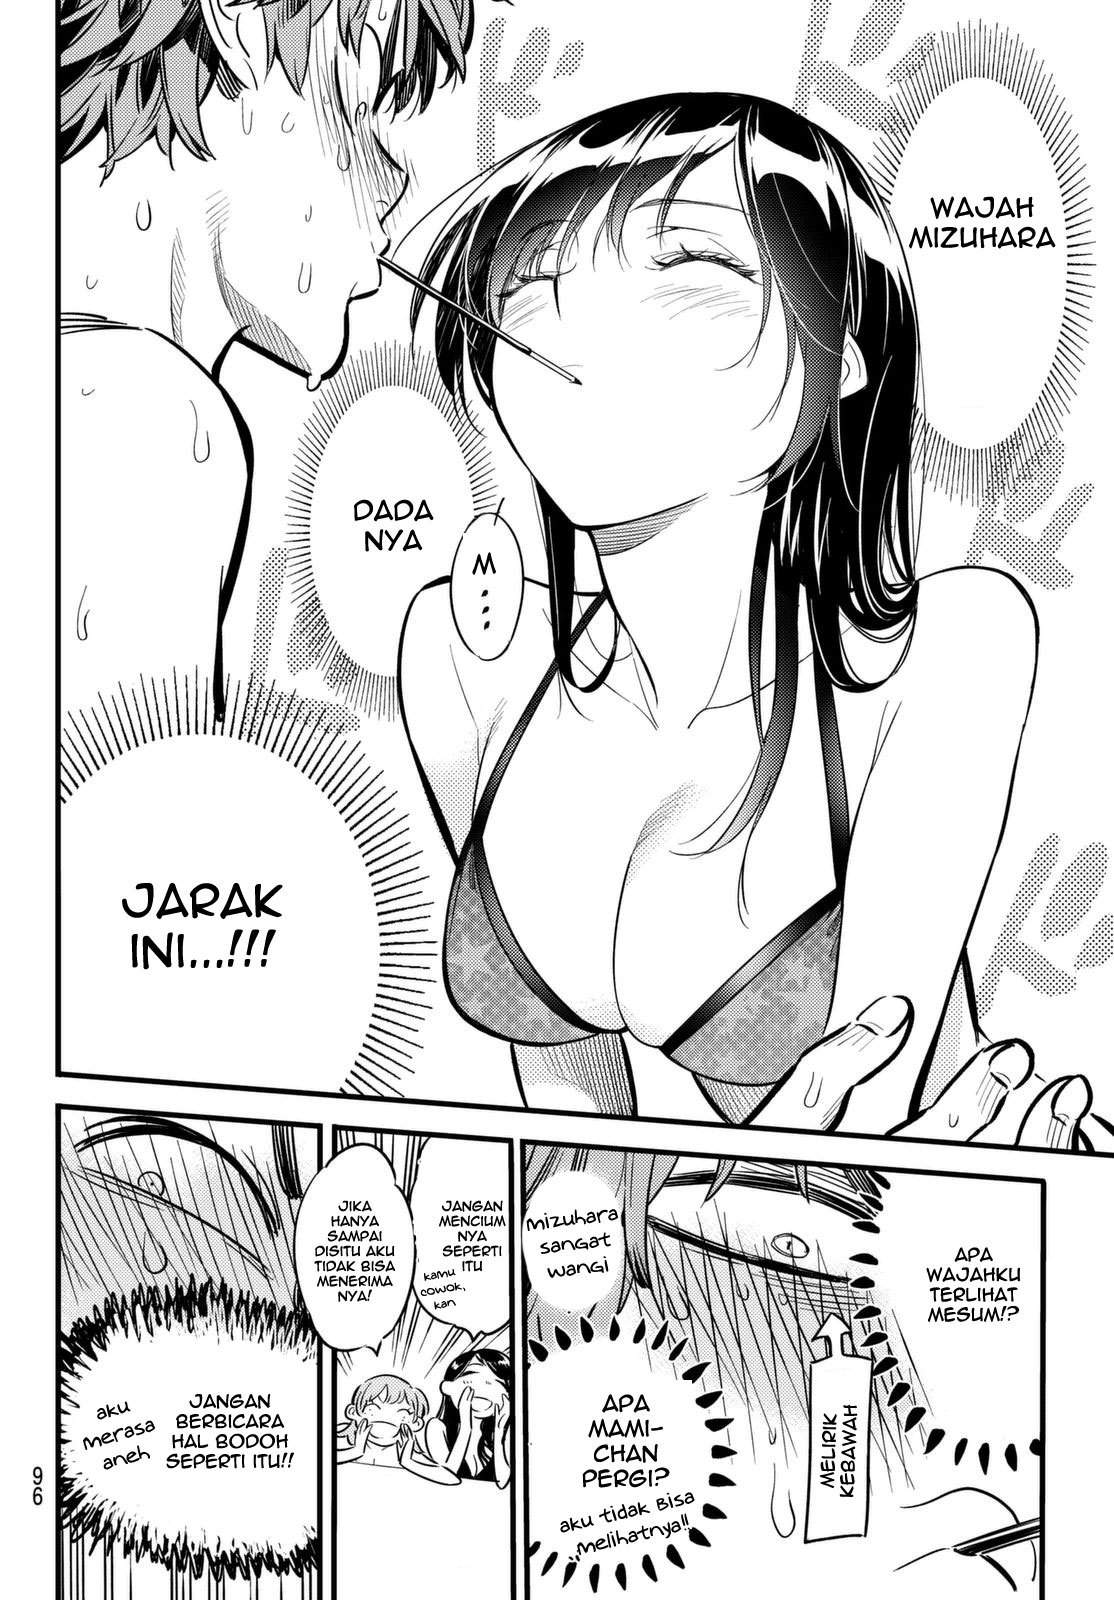 WAJAH
MIZUHARA
DADA
NYA
M
...
JARAK
INI...!!!
APA
WAJAHKU
TERLIHAT
MESUM!?
MELIRIK
KEBAWAH
mizuhara
sangat
wangi
APA
MAMI-
CHAN
PERGI?
aku tidak Bisa
melihatnya!!
JANGAN
MENCIUM
NYA
SEPERTI
ITU
kamu
cowok,
kan
JIKA
HANYA
SAMPAI
DISITU AKU
TIDAK BISA
MENERIMA
NYA!
JANGAN
BERBICARA
HAL BODOH
SEPERTI ITU!!
aku
merasa
aneh
96